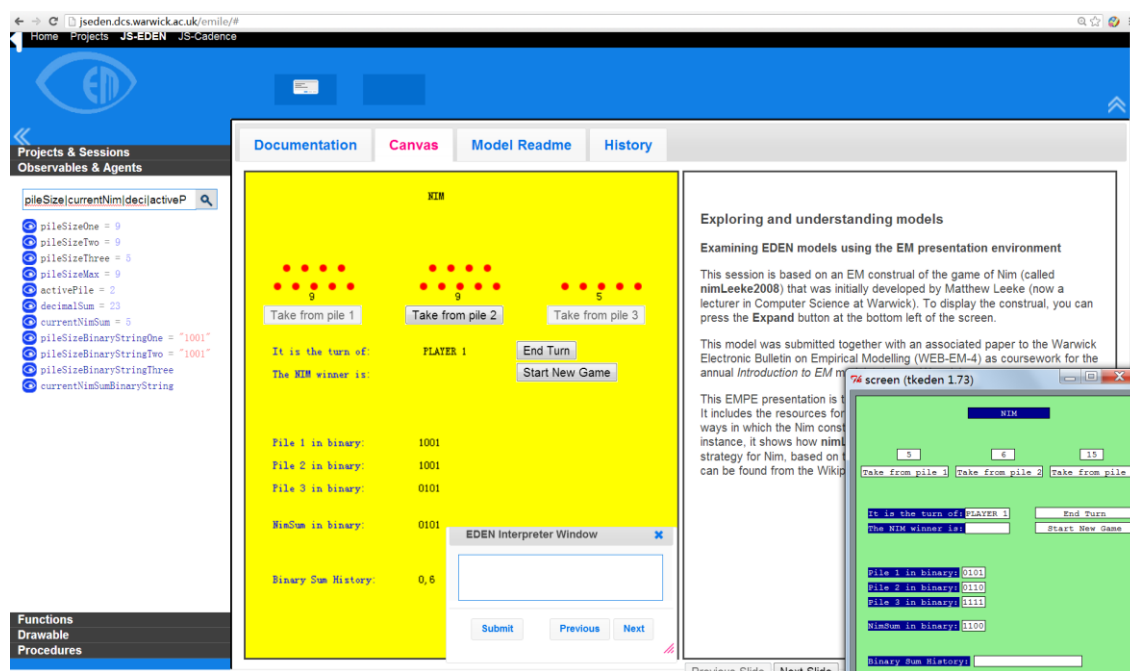 jseden.dcs.warwick.ac.uk/emile/#
Home Projects JS-EDEN JS-Cadence
EM
Projects & Sessions
Observables & Agents
pileSize|currentNim|deci|activeP
pileSizeOne = 9
pileSizeTwo = 9
pileSizeThree = 5
pileSizeMax = 9
activePile = 2
decimalSum = 23
currentNimSum = 5
pileSizeBinaryStringOne = "1001"
pileSizeBinaryStringTwo = "1001"
pileSizeBinaryStringThree
currentNimSumBinaryString
Functions
Drawable
Procedures
Documentation Canvas Model Readme History
NIM
9 9 5
Take from pile 1 Take from pile 2 Take from pile 3
It is the turn of: PLAYER 1 End Turn
The NIM winner is: Start New Game
Pile 1 in binary: 1001
Pile 2 in binary: 1001
Pile 3 in binary: 0101
NimSum in binary: 0101
Binary Sum History: 0,6
EDEN Interpreter Window
Submit Previous Next
Exploring and understanding models
Examining EDEN models using the EM presentation environment
This session is based on an EM construal of the game of Nim (called
nimLeeke2008) that was initially developed by Matthew Leeke (now a
lecturer in Computer Science at Warwick). To display the construal, you can
press the Expand button at the bottom left of the screen.
This model was submitted together with an associated paper to the Warwick
Electronic Bulletin on Empirical Modelling (WEB-EM-4) as coursework for the
annual Introduction to EM m
This EMPE presentation is t
It includes the resources for
ways in which the Nim const
instance, it shows how nimL
strategy for Nim, based on t
can be found from the Wikip
Previous Slide Next Slide
screen (tkeden 1.73)
NIM
5 6 15
Take from pile 1 Take from pile 2 Take from pile
It is the turn of: PLAYER 1 End Turn
The NIM winner is: Start New Game
Pile 1 in binary: 0101
Pile 2 in binary: 0110
Pile 3 in binary: 1111
NimSum in binary: 1100
Binary Sum History: